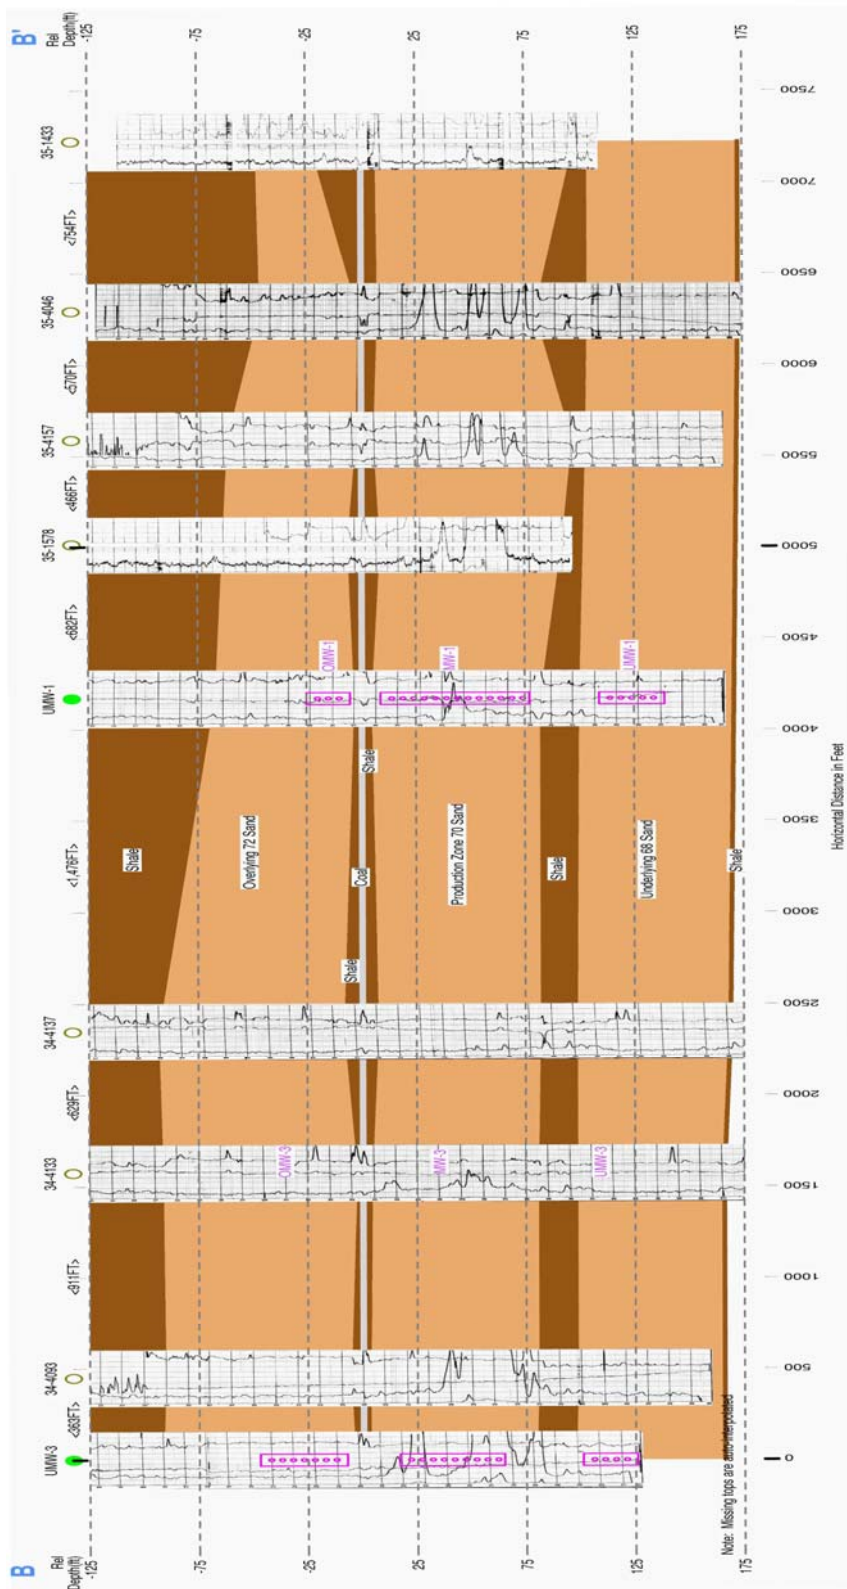 B
B'
Rel
Depth(ft)
UMW-3
<363FT>
34-4093
<911FT>
34-4133
<629FT>
34-4137
<1,476FT>
UMW-1
<682FT>
35-1578
<466FT>
35-4157
<570FT>
35-4046
<754FT>
35-1433
Rel
Depth(ft)
-125
-125
Shale
-75
-75
Overlying 72 Sand
OMW-3
OMW-1
-25
-25
Shale
Coal
Shale
25
25
MW-3
MW-1
Production Zone 70 Sand
75
75
Shale
UMW-3
UMW-1
125
125
Underlying 68 Sand
Shale
175
175
Note: Missing tops are auto-interpolated
0
500
1000
1500
2000
2500
3000
3500
4000
4500
5000
5500
6000
6500
7000
7500
Horizontal Distance in Feet